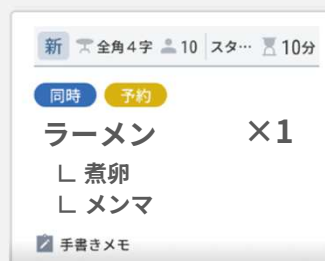 新 全角4字 10 スタ… 10分
同時 予約
ラーメン ×1
∟ 煮卵
∟ メンマ
手書きメモ